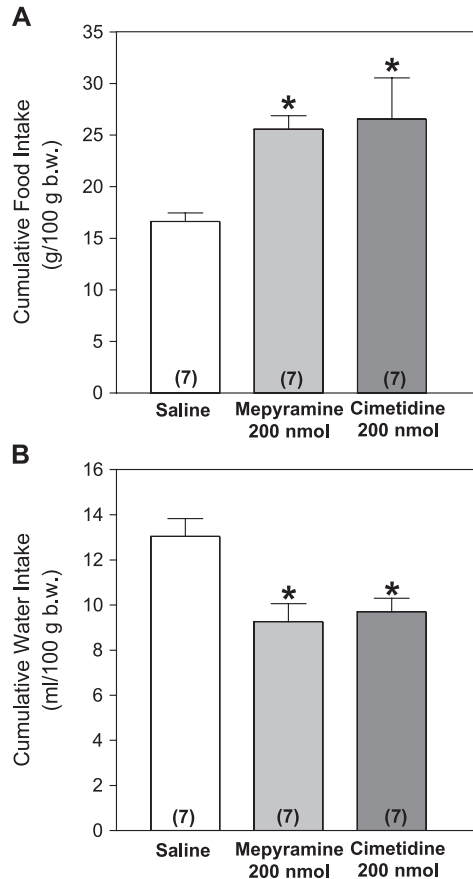 A
Cumulative Food Intake
(g/100 g b.w.)
35
30
25
20
15
10
5
0
*
*
(7)
(7)
(7)
Saline
Mepyramine
200 nmol
Cimetidine
200 nmol
B
Cumulative Water Intake
(ml/100 g b.w.)
16
14
12
10
8
6
4
2
0
*
*
(7)
(7)
(7)
Saline
Mepyramine
200 nmol
Cimetidine
200 nmol